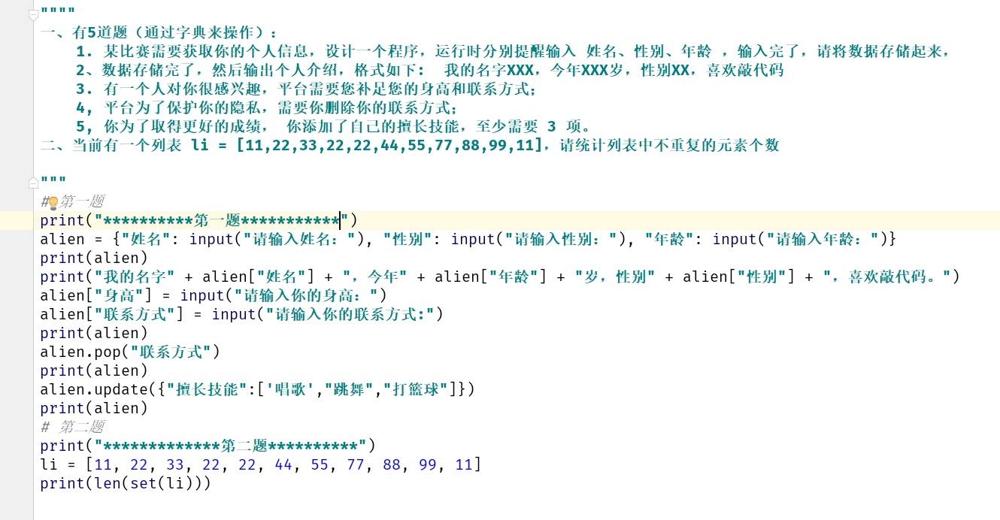 """"
一、有5道题（通过字典来操作）：
    1. 某比赛需要获取你的个人信息，设计一个程序，运行时分别提醒输入 姓名、性别、年龄 ，输入完了，请将数据存储起来，
    2、数据存储完了，然后输出个人介绍，格式如下： 我的名字XXX，今年XXX岁，性别XX，喜欢敲代码
    3. 有一个人对你很感兴趣，平台需要您补足您的身高和联系方式；
    4, 平台为了保护你的隐私，需要你删除你的联系方式；
    5, 你为了取得更好的成绩， 你添加了自己的擅长技能，至少需要 3 项。
二、当前有一个列表 li = [11,22,33,22,22,44,55,77,88,99,11]，请统计列表中不重复的元素个数
"""
# 第一题
print("**********第一题***********")
alien = {"姓名": input("请输入姓名："), "性别": input("请输入性别："), "年龄": input("请输入年龄：")}
print(alien)
print("我的名字" + alien["姓名"] + "，今年" + alien["年龄"] + "岁，性别" + alien["性别"] + "，喜欢敲代码。")
alien["身高"] = input("请输入你的身高：")
alien["联系方式"] = input("请输入你的联系方式:")
print(alien)
alien.pop("联系方式")
print(alien)
alien.update({"擅长技能":['唱歌',"跳舞","打篮球"]})
print(alien)
# 第二题
print("*************第二题**********")
li = [11, 22, 33, 22, 22, 44, 55, 77, 88, 99, 11]
print(len(set(li)))